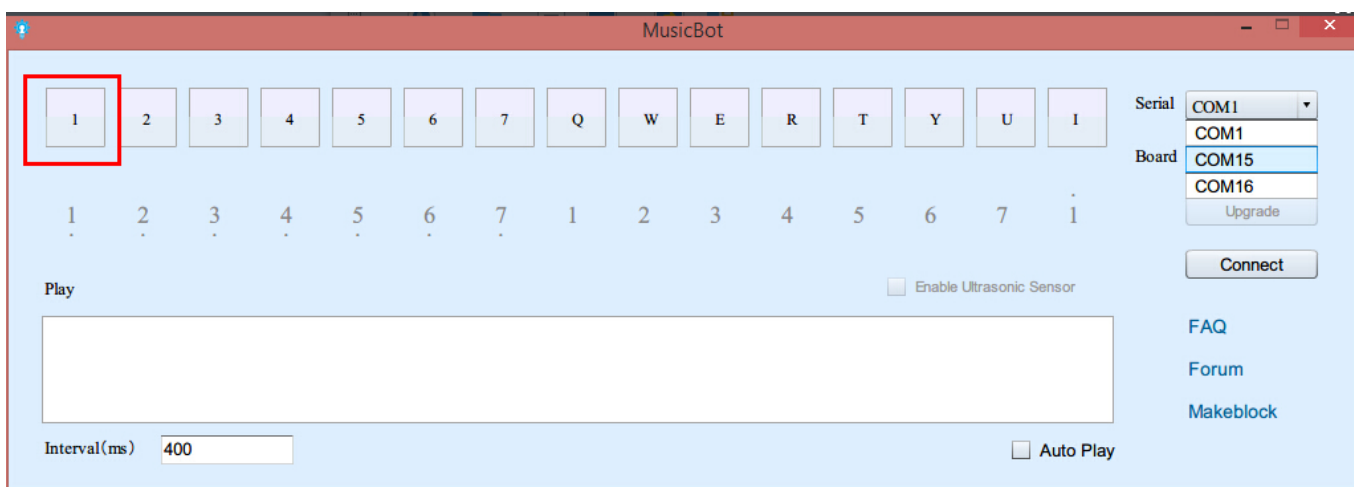 MusicBot
1 2 3 4 5 6 7 Q W E R T Y U I
Serial COM1
COM1
Board COM15
COM16
1 2 3 4 5 6 7 1 2 3 4 5 6 7 1
Upgrade
Connect
Play
Enable Ultrasonic Sensor
FAQ
Forum
Makeblock
Interval(ms) 400
Auto Play